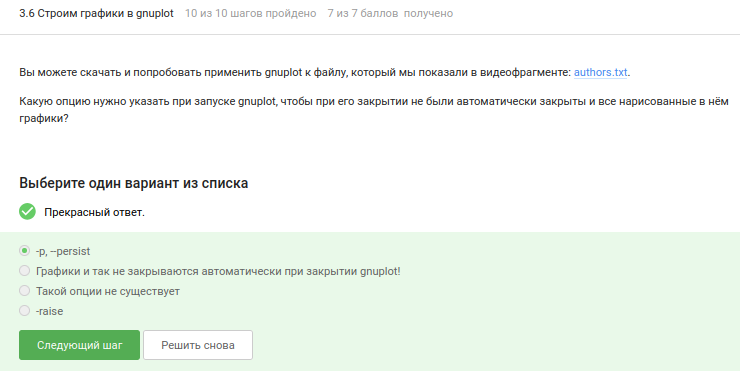 3.6 Строим графики в gnuplot 10 из 10 шагов пройдено 7 из 7 баллов получено
Вы можете скачать и попробовать применить gnuplot к файлу, который мы показали в видеофрагменте: authors.txt.
Какую опцию нужно указать при запуске gnuplot, чтобы при его закрытии не были автоматически закрыты и все нарисованные в нём
графики?
Выберите один вариант из списка
Прекрасный ответ.
-p, --persist
Графики и так не закрываются автоматически при закрытии gnuplot!
Такой опции не существует
-raise
Следующий шаг Решить снова